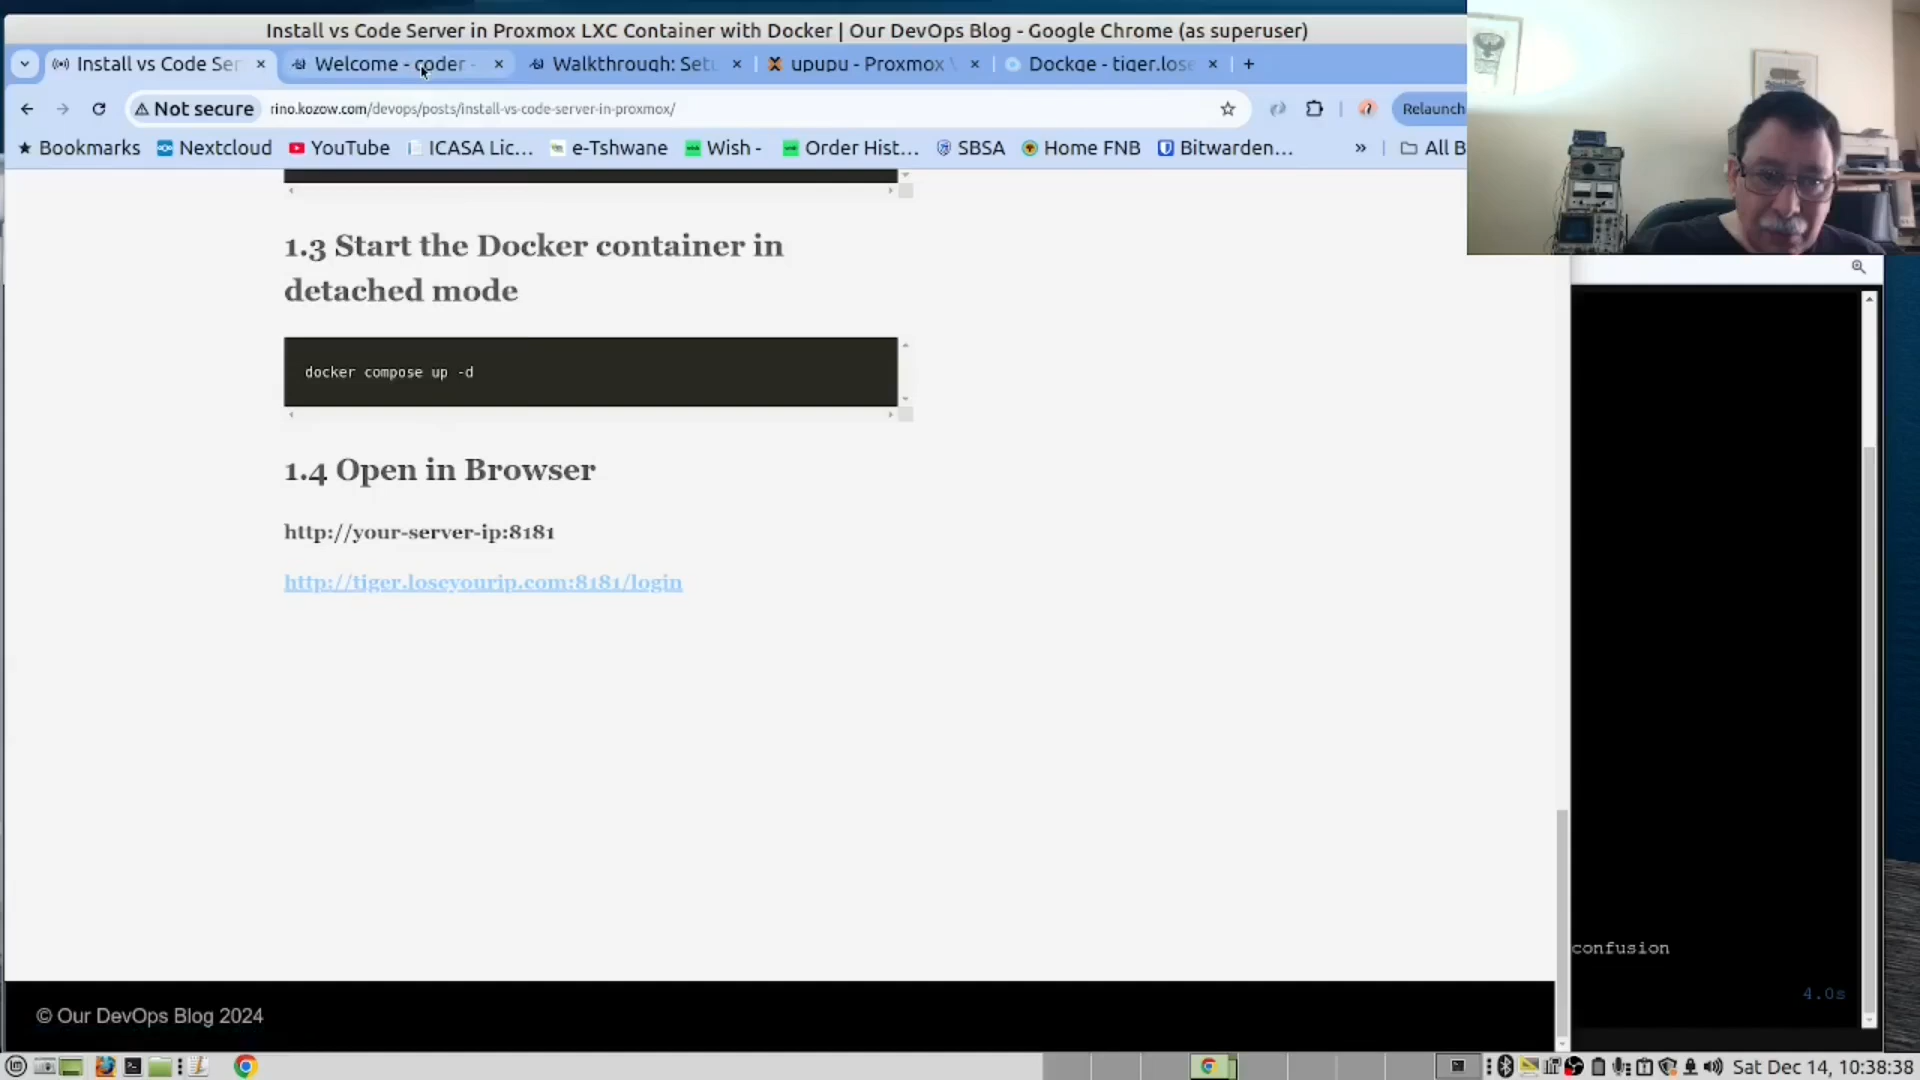 Install vs Code Server in Proxmox LXC Container with Docker | Our DevOps Blog - Google Chrome (as superuser)
Install vs Code Ser
Welcome - coder -
Walkthrough: Setu
upupu - Proxmox V
Dockge - tiger.lose
Not secure
rino.kozow.com/devops/posts/install-vs-code-server-in-proxmox/
Relaunch
Bookmarks
Nextcloud
YouTube
ICASA Lic...
e-Tshwane
Wish -
Order Hist...
SBSA
Home FNB
Bitwarden...
»
All B
1.3 Start the Docker container in
detached mode
docker compose up -d
1.4 Open in Browser
http://your-server-ip:8181
http://tiger.loseyourip.com:8181/login
confusion
4.0s
© Our DevOps Blog 2024
Sat Dec 14, 10:38:38